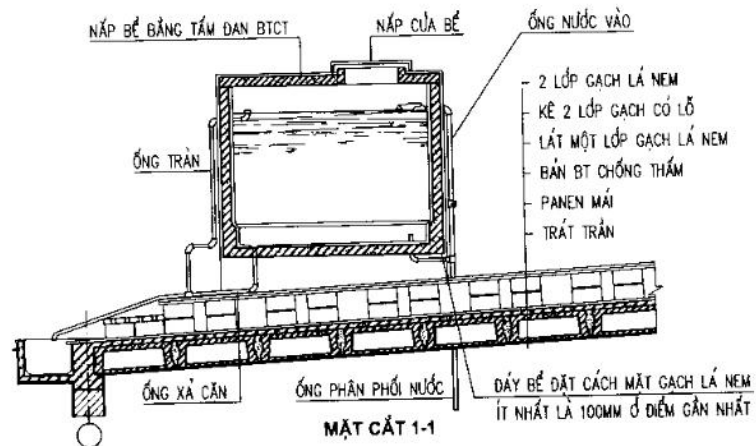 NẮP BỂ BẰNG TẤM ĐAN BTCT
NẮP CỬA BỂ
ỐNG NƯỚC VÀO
2 LỚP GẠCH LÁ NEM
KÊ 2 LỚP GẠCH CÓ LỖ
LÁT MỘT LỚP GẠCH LÁ NEM
BẢN BT CHỐNG THẤM
PANEN MÁI
TRÁT TRẦN
ỐNG TRÀN
ỐNG XẢ CẶN
ỐNG PHÂN PHỐI NƯỚC
ĐÁY BỂ ĐẶT CÁCH MẶT GẠCH LÁ NEM
ÍT NHẤT LÀ 100MM Ở ĐIỂM GẦN NHẤT
MẶT CẮT 1-1